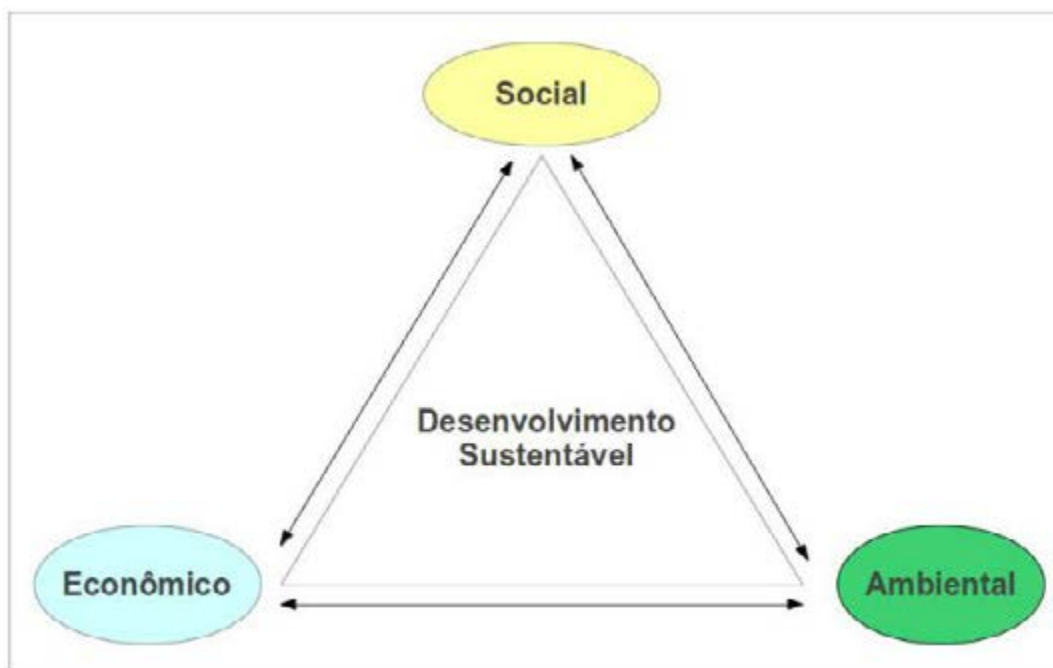 Social
Desenvolvimento
Sustentável
Econômico
Ambiental